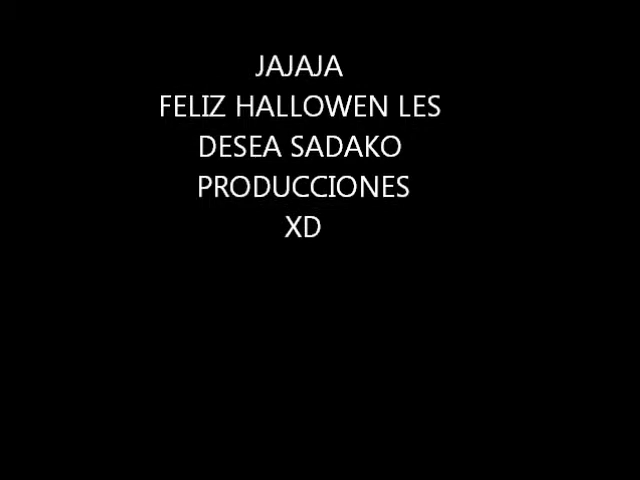 JAJAJA
FELIZ HALLOWEN LES
DESEA SADAKO
PRODUCCIONES
XD